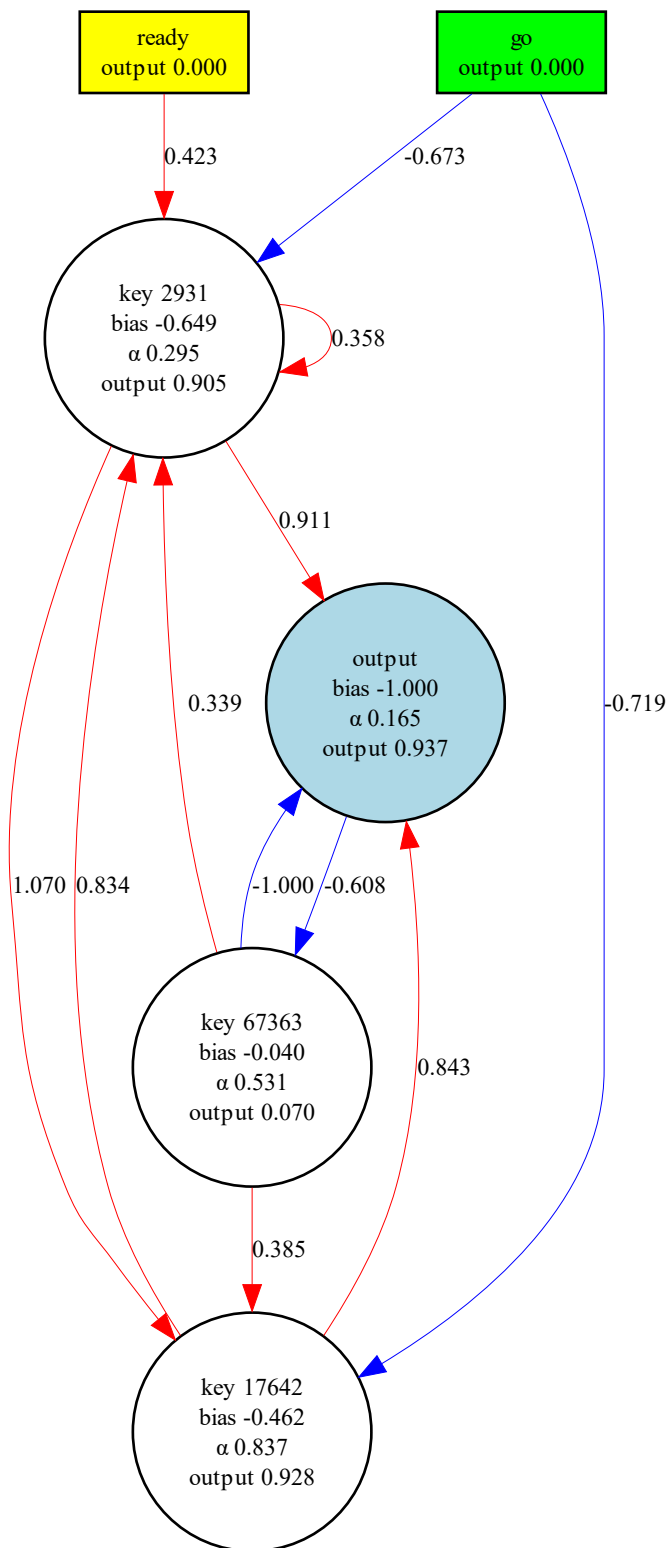 ready
output 0.000
go
output 0.000
0.423
-0.673
key 2931
bias -0.649
α 0.295
output 0.905
0.358
0.911
output
bias -1.000
α 0.165
output 0.937
0.339
-0.719
1.070
0.834
-1.000
-0.608
key 67363
bias -0.040
α 0.531
output 0.070
0.843
0.385
key 17642
bias -0.462
α 0.837
output 0.928